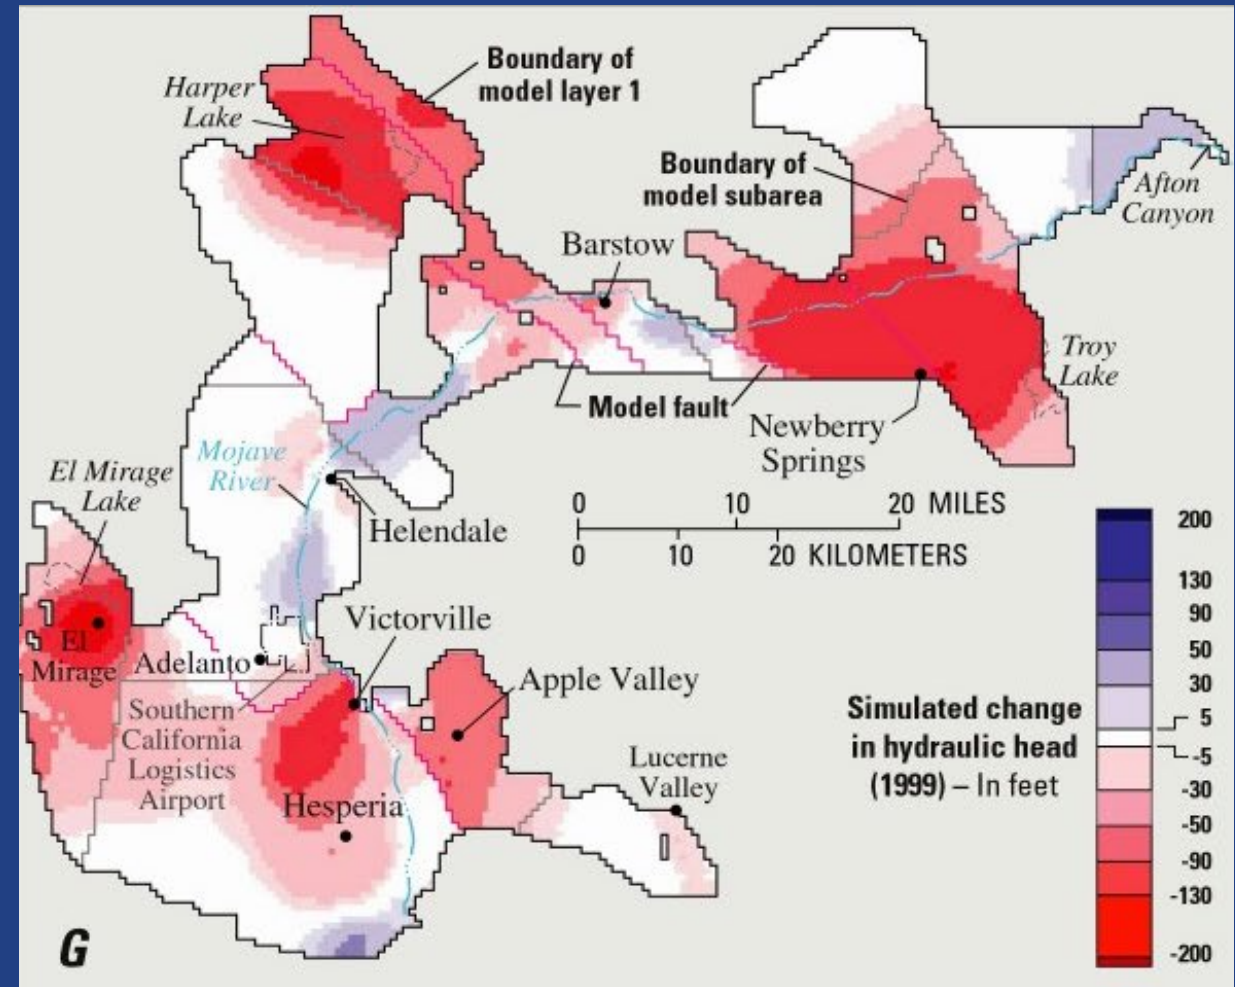 Harper
Lake
Boundary of
model layer 1
Boundary of
model subarea
Afton
Canyon
Barstow
Troy
Lake
Model fault
Newberry
Springs
Mojave
River
El Mirage
Lake
Helendale
0 10 20 MILES
0 10 20 KILOMETERS
Victorville
El
Mirage
Adelanto
Apple Valley
Southern
California
Logistics
Airport
Hesperia
Lucerne
Valley
Simulated change
in hydraulic head
(1999) – In feet
200
130
90
50
30
5
-5
-30
-50
-90
-130
-200
G